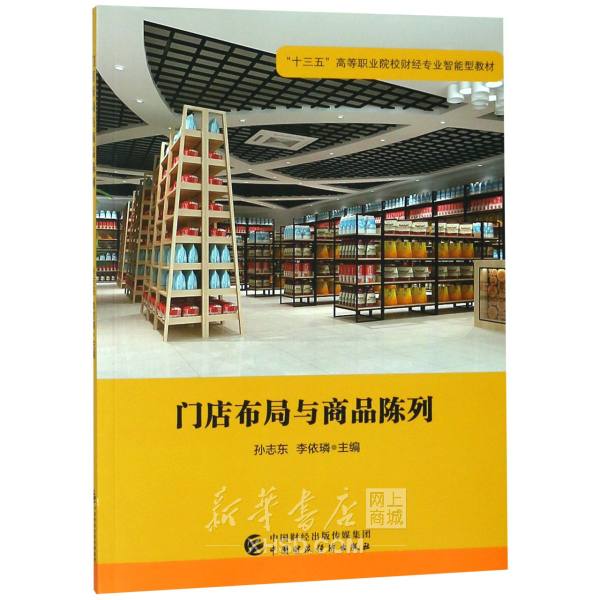 “十三五”高等职业院校财经专业智能型教材
门店布局与商品陈列
孙志东 李依璘 主编
新华书店
网上商城
中国财经出版传媒集团